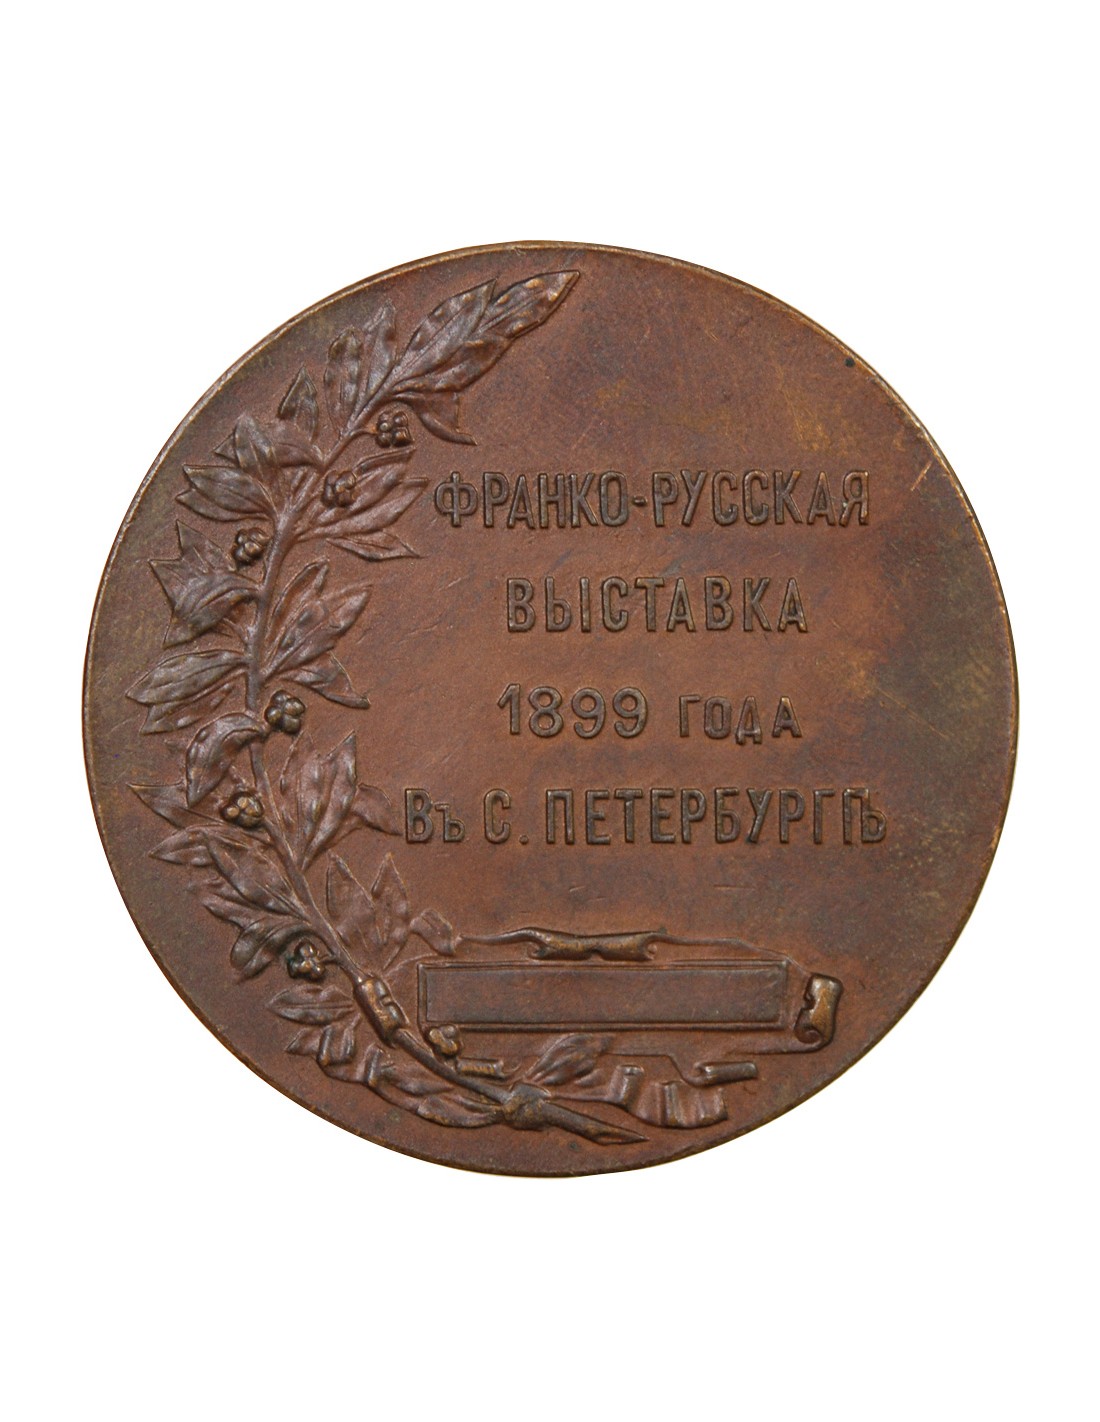 ФРАНКО-РУССКАЯ
ВЫСТАВКА
1899 ГОДА
ВЪ С. ПЕТЕРБУРГѢ